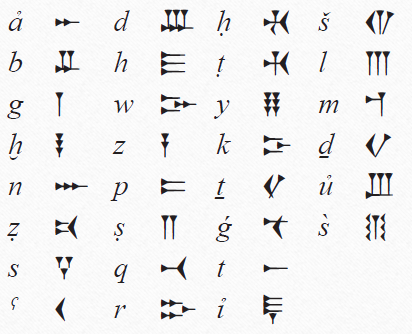 ả 𐎀 d 𐎄 ḥ 𐎈 š 𐎌
b 𐎁 h 𐎅 ṭ 𐎉 l 𐎍
g 𐎂 w 𐎆 y 𐎊 m 𐎎
ḫ 𐎃 z 𐎇 k 𐎋 ḏ 𐎏
n 𐎐 p 𐎔 ṯ 𐎘 ủ 𐎜
ẓ 𐎑 ṣ 𐎕 ǵ 𐎙 s̀ 𐎝
s 𐎒 q 𐎖 t 𐎚
ʿ 𐎓 r 𐎗 ỉ 𐎛